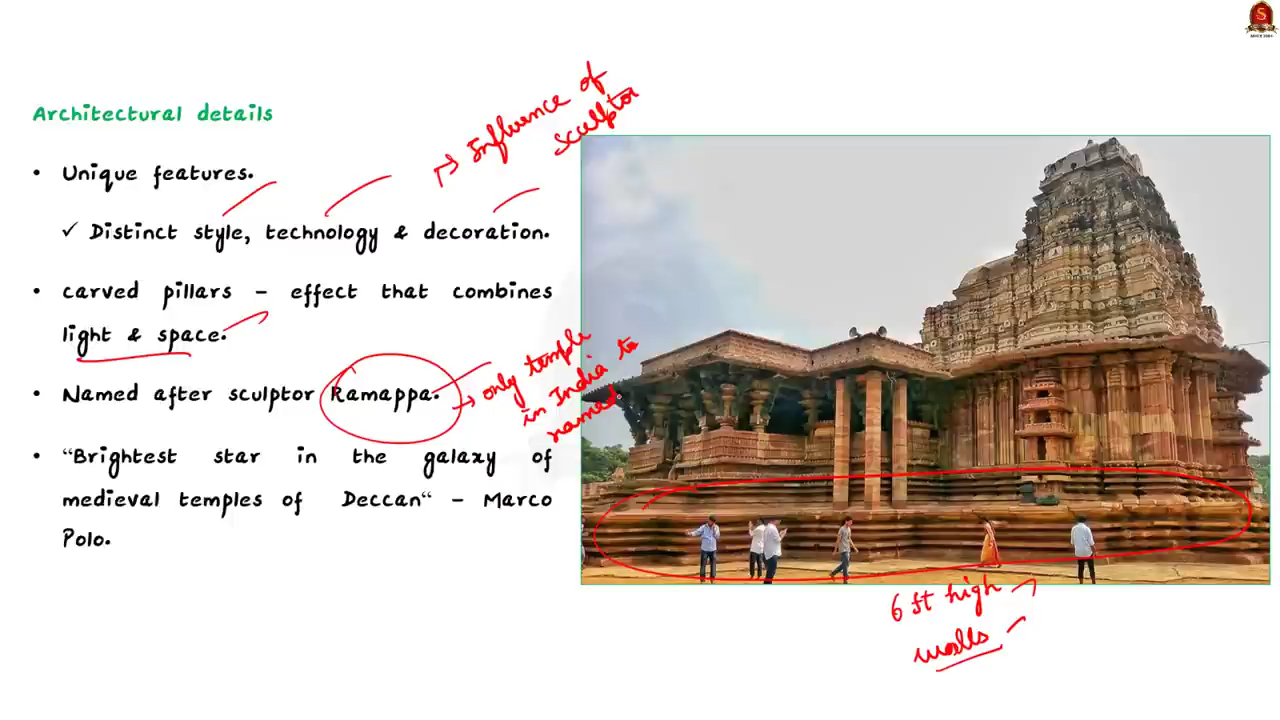 Architectural details
• Unique features.
✓ Distinct style, technology & decoration.
• carved pillars – effect that combines
light & space.
• Named after sculptor Ramappa.
• “Brightest star in the galaxy of
medieval temples of Deccan“ – Marco
Polo.
↳ Influence of
sculptor
→ only temple
in India to
named
6 ft high
walls
S